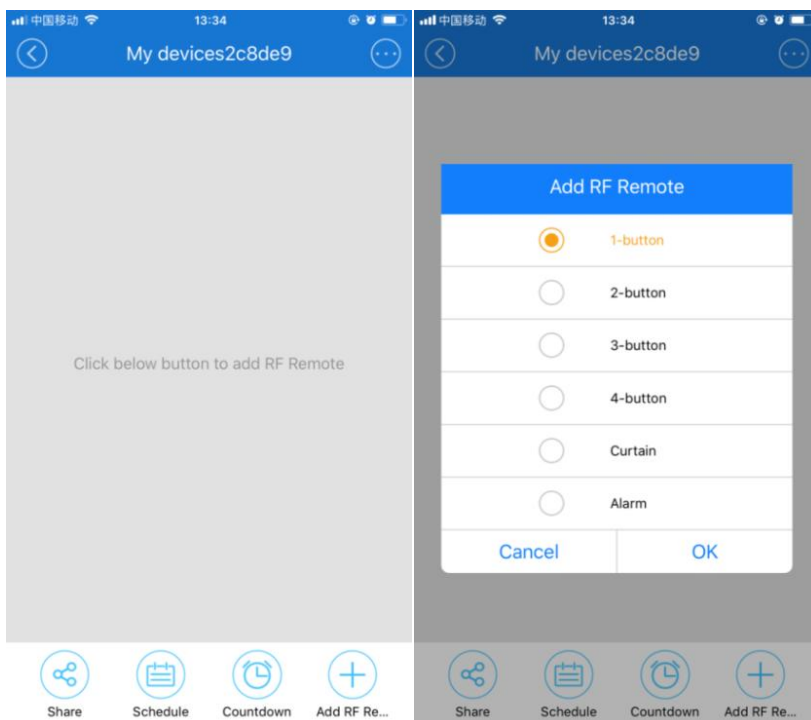 中国移动
13:34
My devices2c8de9
Click below button to add RF Remote
Share
Schedule
Countdown
Add RF Re...
中国移动
13:34
My devices2c8de9
Add RF Remote
1-button
2-button
3-button
4-button
Curtain
Alarm
Cancel
OK
Share
Schedule
Countdown
Add RF Re...